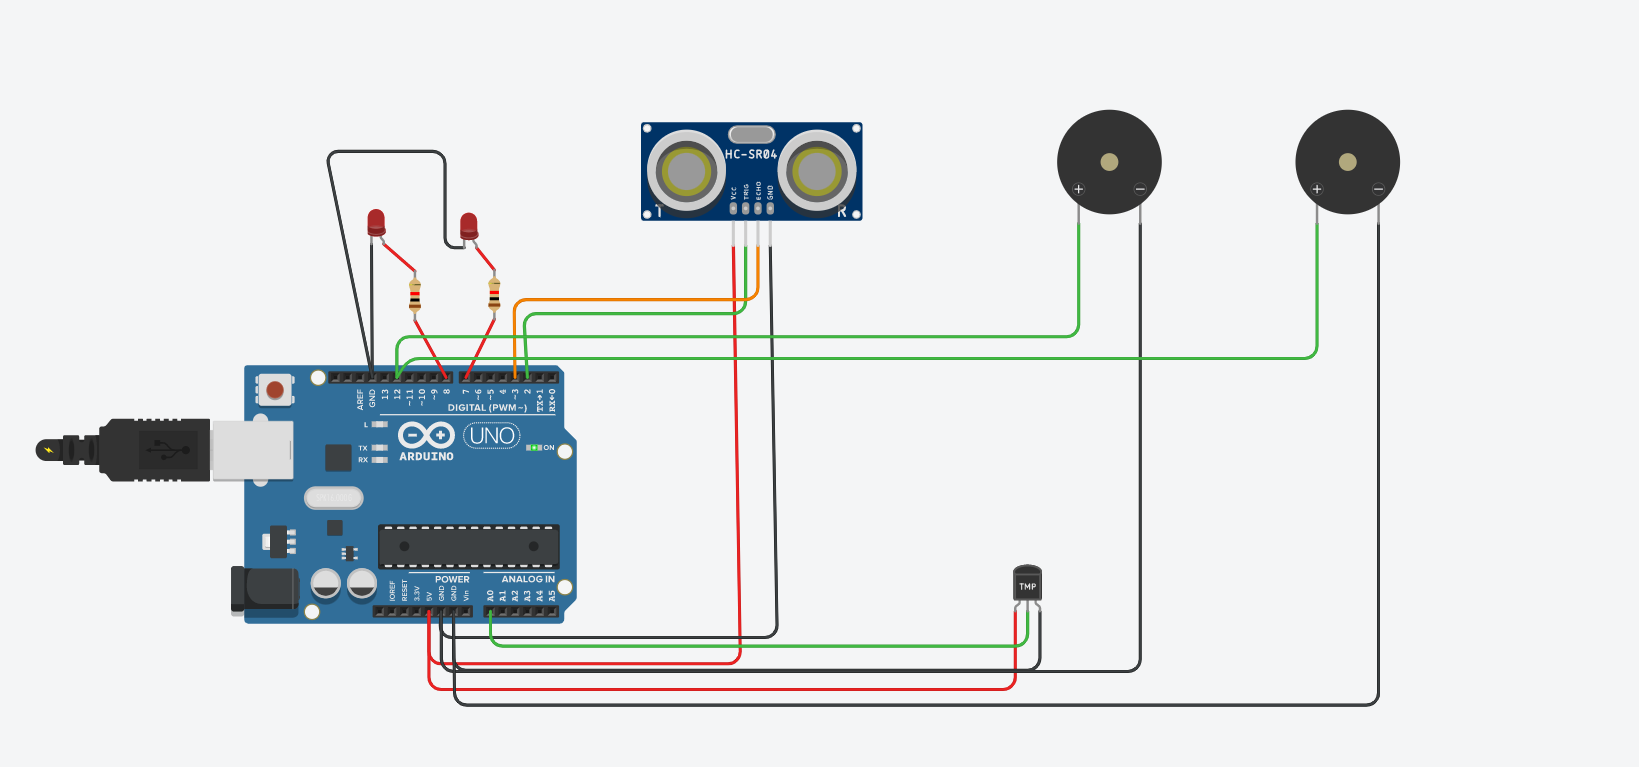 HC-SR04
VCC
TRIG
ECHO
GND
T
R
+
−
+
−
AREF
GND
13
12
~11
~10
~9
8
7
~6
~5
4
~3
2
TX→1
RX←0
DIGITAL (PWM~)
L
TX
RX
UNO
ARDUINO
ON
POWER
ANALOG IN
IOREF
RESET
3.3V
5V
GND
GND
Vin
A0
A1
A2
A3
A4
A5
TMP